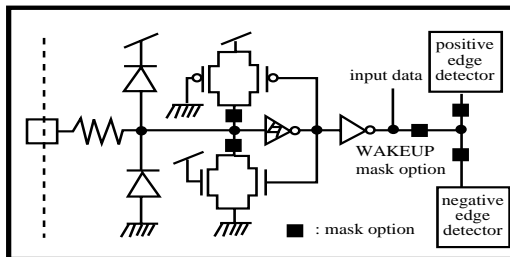 positive
edge
detector
input data
WAKEUP
mask option
negative
edge
detector
: mask option